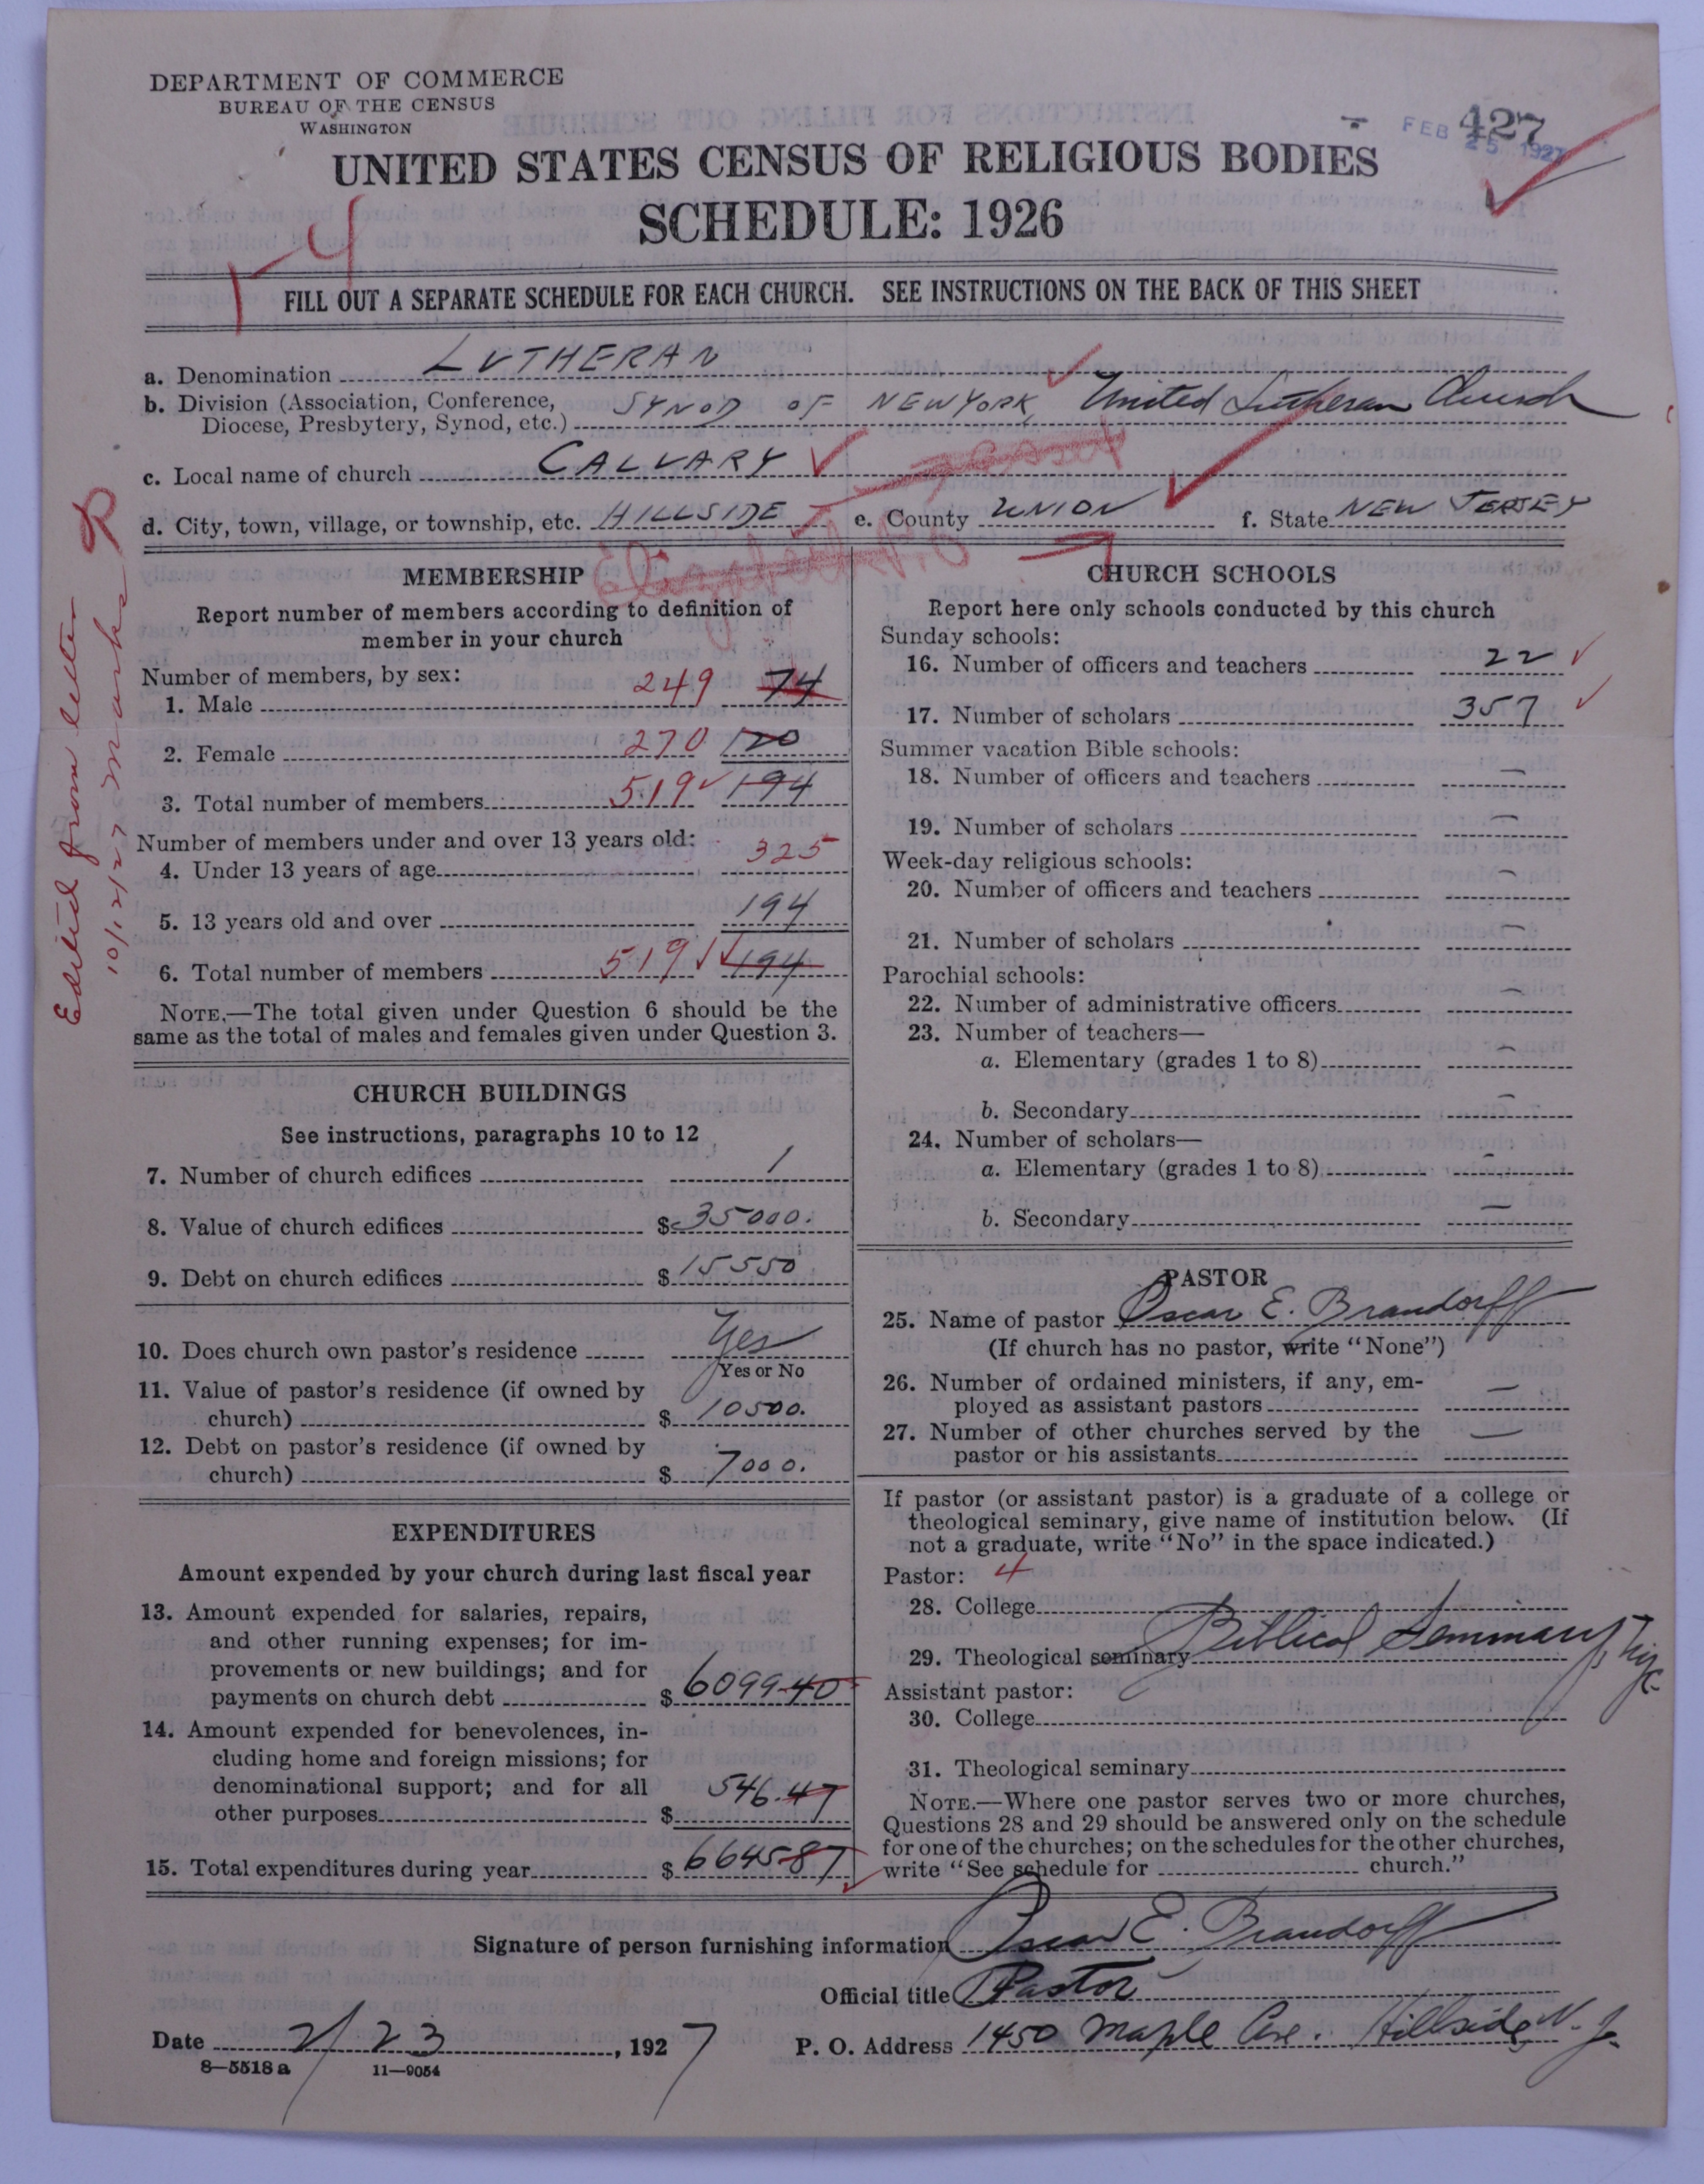 DEPARTMENT OF COMMERCE
BUREAU OF THE CENSUS
WASHINGTON
427
FEB 25 1927
UNITED STATES CENSUS OF RELIGIOUS BODIES
SCHEDULE: 1926
4
FILL OUT A SEPARATE SCHEDULE FOR EACH CHURCH. SEE INSTRUCTIONS ON THE BACK OF THIS SHEET
a. Denomination LUTHERAN
b. Division (Association, Conference, Diocese, Presbytery, Synod, etc.) SYNOD OF NEW YORK, United Lutheran Church
c. Local name of church CALVARY
d. City, town, village, or township, etc. HILLSIDE e. County UNION f. State NEW JERSEY
Elizabeth P.O
Edited from letter
10/12/27 Marks R
MEMBERSHIP
Report number of members according to definition of
member in your church
Number of members, by sex:
1. Male 249 74
2. Female 270 120
3. Total number of members 519 194
Number of members under and over 13 years old:
4. Under 13 years of age 325
5. 13 years old and over 194
6. Total number of members 519 194
NOTE.—The total given under Question 6 should be the
same as the total of males and females given under Question 3.
CHURCH BUILDINGS
See instructions, paragraphs 10 to 12
7. Number of church edifices 1
8. Value of church edifices $ 35000.
9. Debt on church edifices $ 15550
10. Does church own pastor's residence Yes
Yes or No
11. Value of pastor's residence (if owned by
church) $ 10500.
12. Debt on pastor's residence (if owned by
church) $ 7000.
EXPENDITURES
Amount expended by your church during last fiscal year
13. Amount expended for salaries, repairs,
and other running expenses; for im-
provements or new buildings; and for
payments on church debt $ 6099 40
14. Amount expended for benevolences, in-
cluding home and foreign missions; for
denominational support; and for all
other purposes $ 546.47
15. Total expenditures during year $ 6645 87
CHURCH SCHOOLS
Report here only schools conducted by this church
Sunday schools:
16. Number of officers and teachers 22
17. Number of scholars 357
Summer vacation Bible schools:
18. Number of officers and teachers —
19. Number of scholars —
Week-day religious schools:
20. Number of officers and teachers —
21. Number of scholars —
Parochial schools:
22. Number of administrative officers —
23. Number of teachers—
a. Elementary (grades 1 to 8) —
b. Secondary —
24. Number of scholars—
a. Elementary (grades 1 to 8) —
b. Secondary —
PASTOR
25. Name of pastor Oscar E. Brandorff
(If church has no pastor, write "None")
26. Number of ordained ministers, if any, em-
ployed as assistant pastors —
27. Number of other churches served by the
pastor or his assistants —
If pastor (or assistant pastor) is a graduate of a college or
theological seminary, give name of institution below. (If
not a graduate, write "No" in the space indicated.)
Pastor: 4
28. College
29. Theological seminary Biblical Seminary, N.Y.C.
Assistant pastor:
30. College
31. Theological seminary
NOTE.—Where one pastor serves two or more churches,
Questions 28 and 29 should be answered only on the schedule
for one of the churches; on the schedules for the other churches,
write "See schedule for church."
Signature of person furnishing information Oscar E. Brandorff
Official title Pastor
Date 2/23, 1927 P. O. Address 1450 Maple Ave. Hillside, N. J.
8-5518 a 11-9054